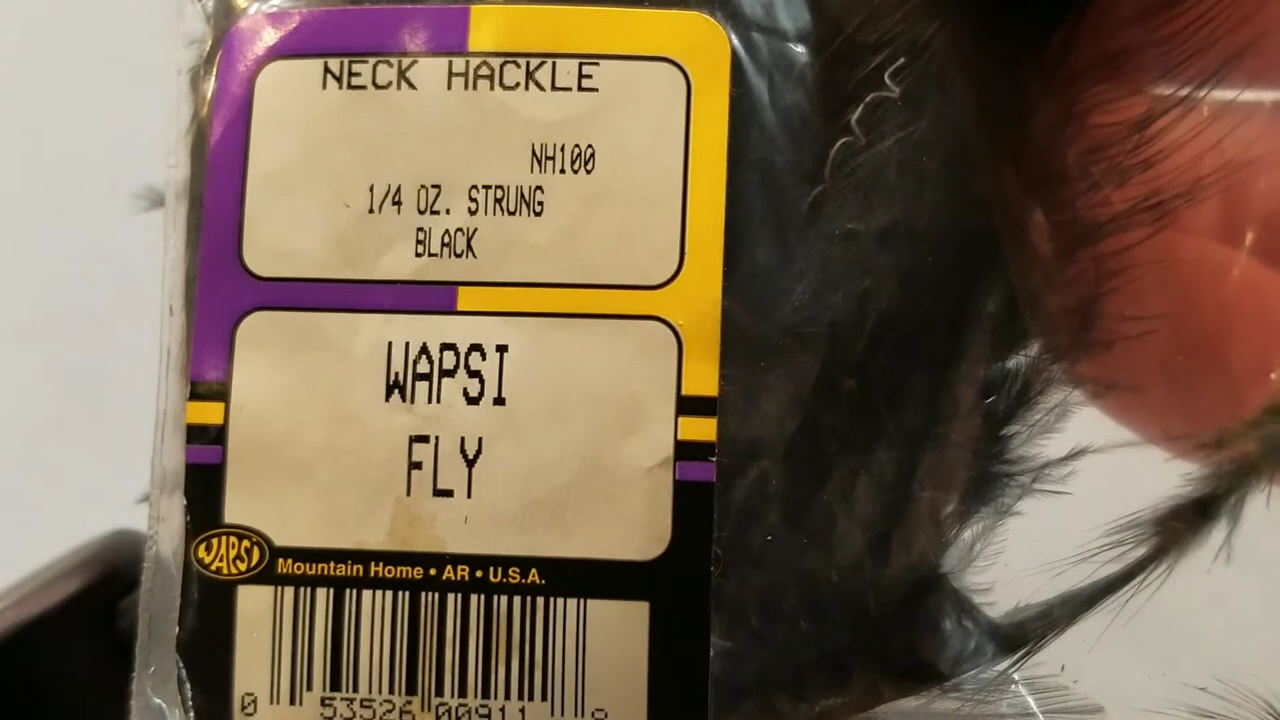 NECK HACKLE
NH100
1/4 OZ. STRUNG
BLACK
WAPSI
FLY
WAPSI
Mountain Home • AR • U.S.A.
0 53526 00911